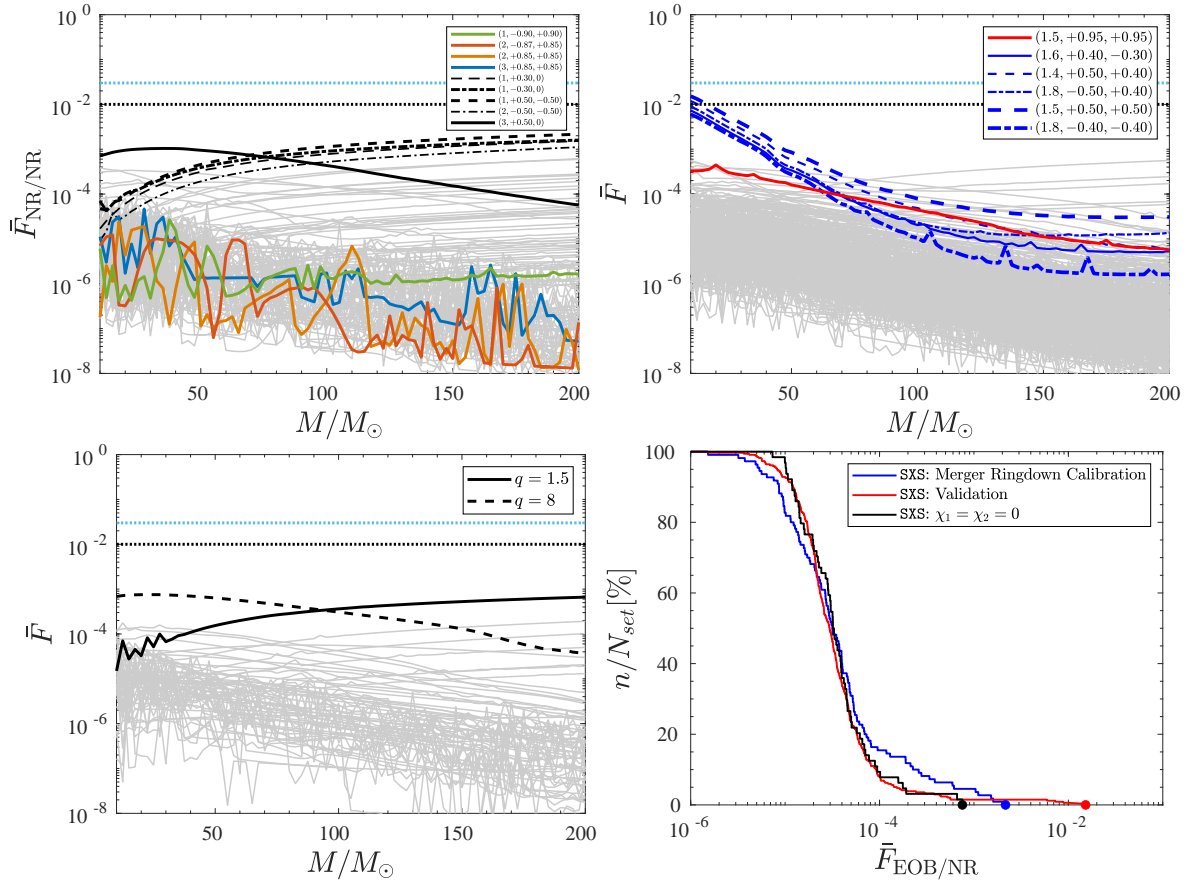 10^0
10^-2
10^-4
10^-6
10^-8
F̄_NR/NR
(1, −0.90, +0.90)
(2, −0.87, +0.85)
(2, +0.85, +0.85)
(3, +0.85, +0.85)
(1, +0.30, 0)
(1, −0.30, 0)
(1, +0.50, −0.50)
(2, −0.50, −0.50)
(3, +0.50, 0)
50 100 150 200
M/M⊙
10^0
10^-2
10^-4
10^-6
10^-8
F̄
(1.5, +0.95, +0.95)
(1.6, +0.40, −0.30)
(1.4, +0.50, +0.40)
(1.8, −0.50, +0.40)
(1.5, +0.50, +0.50)
(1.8, −0.40, −0.40)
50 100 150 200
M/M⊙
10^0
10^-2
10^-4
10^-6
10^-8
F̄
q = 1.5
q = 8
50 100 150 200
M/M⊙
100
80
60
40
20
0
n/N_set[%]
SXS: Merger Ringdown Calibration
SXS: Validation
SXS: χ₁ = χ₂ = 0
10^-6 10^-4 10^-2
F̄_EOB/NR